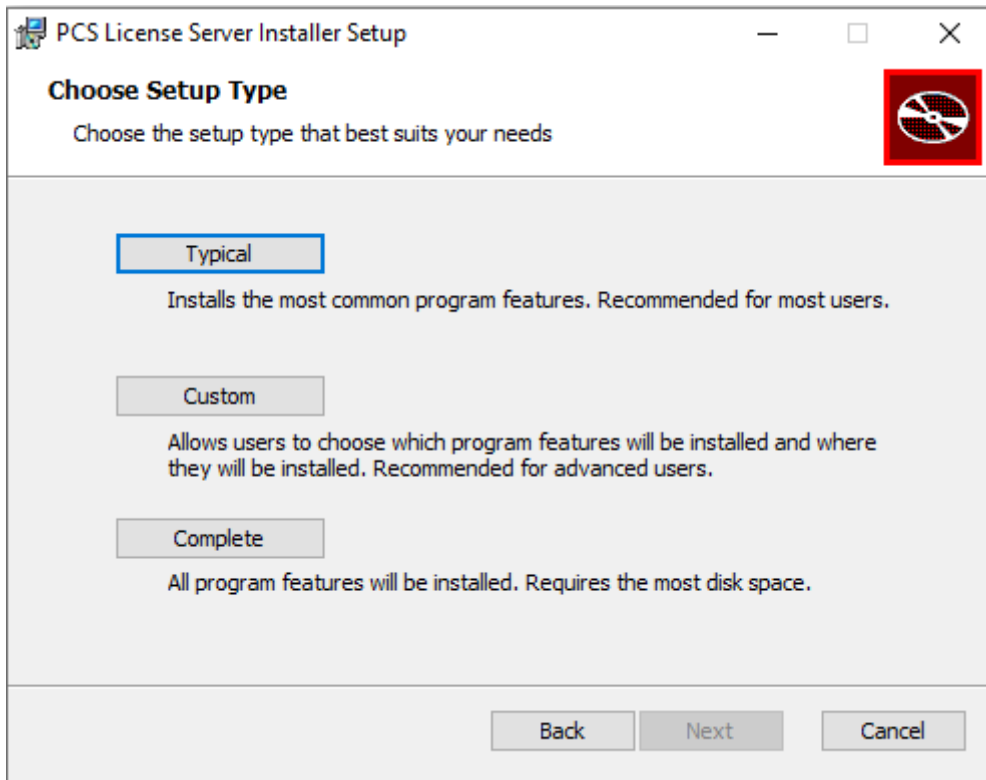 PCS License Server Installer Setup
Choose Setup Type
Choose the setup type that best suits your needs
Typical
Installs the most common program features. Recommended for most users.
Custom
Allows users to choose which program features will be installed and where
they will be installed. Recommended for advanced users.
Complete
All program features will be installed. Requires the most disk space.
Back
Next
Cancel